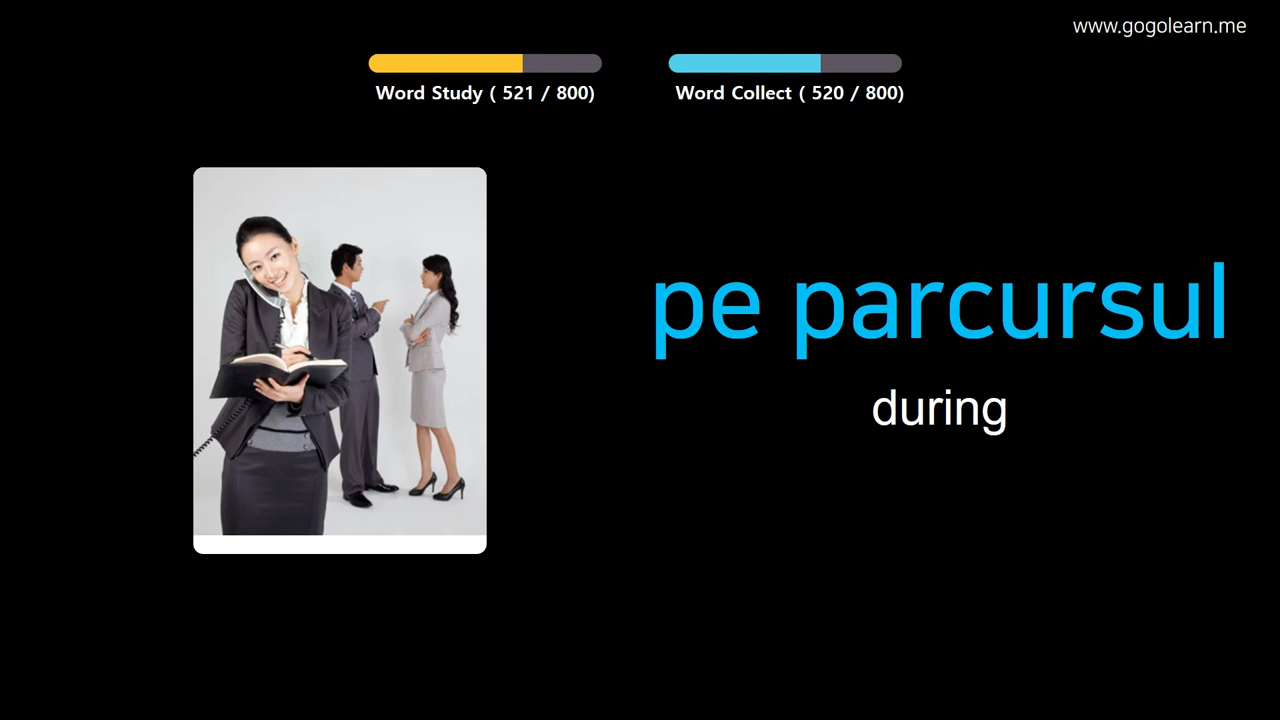 www.gogolearn.me
Word Study ( 521 / 800)
Word Collect ( 520 / 800)
pe parcursul
during